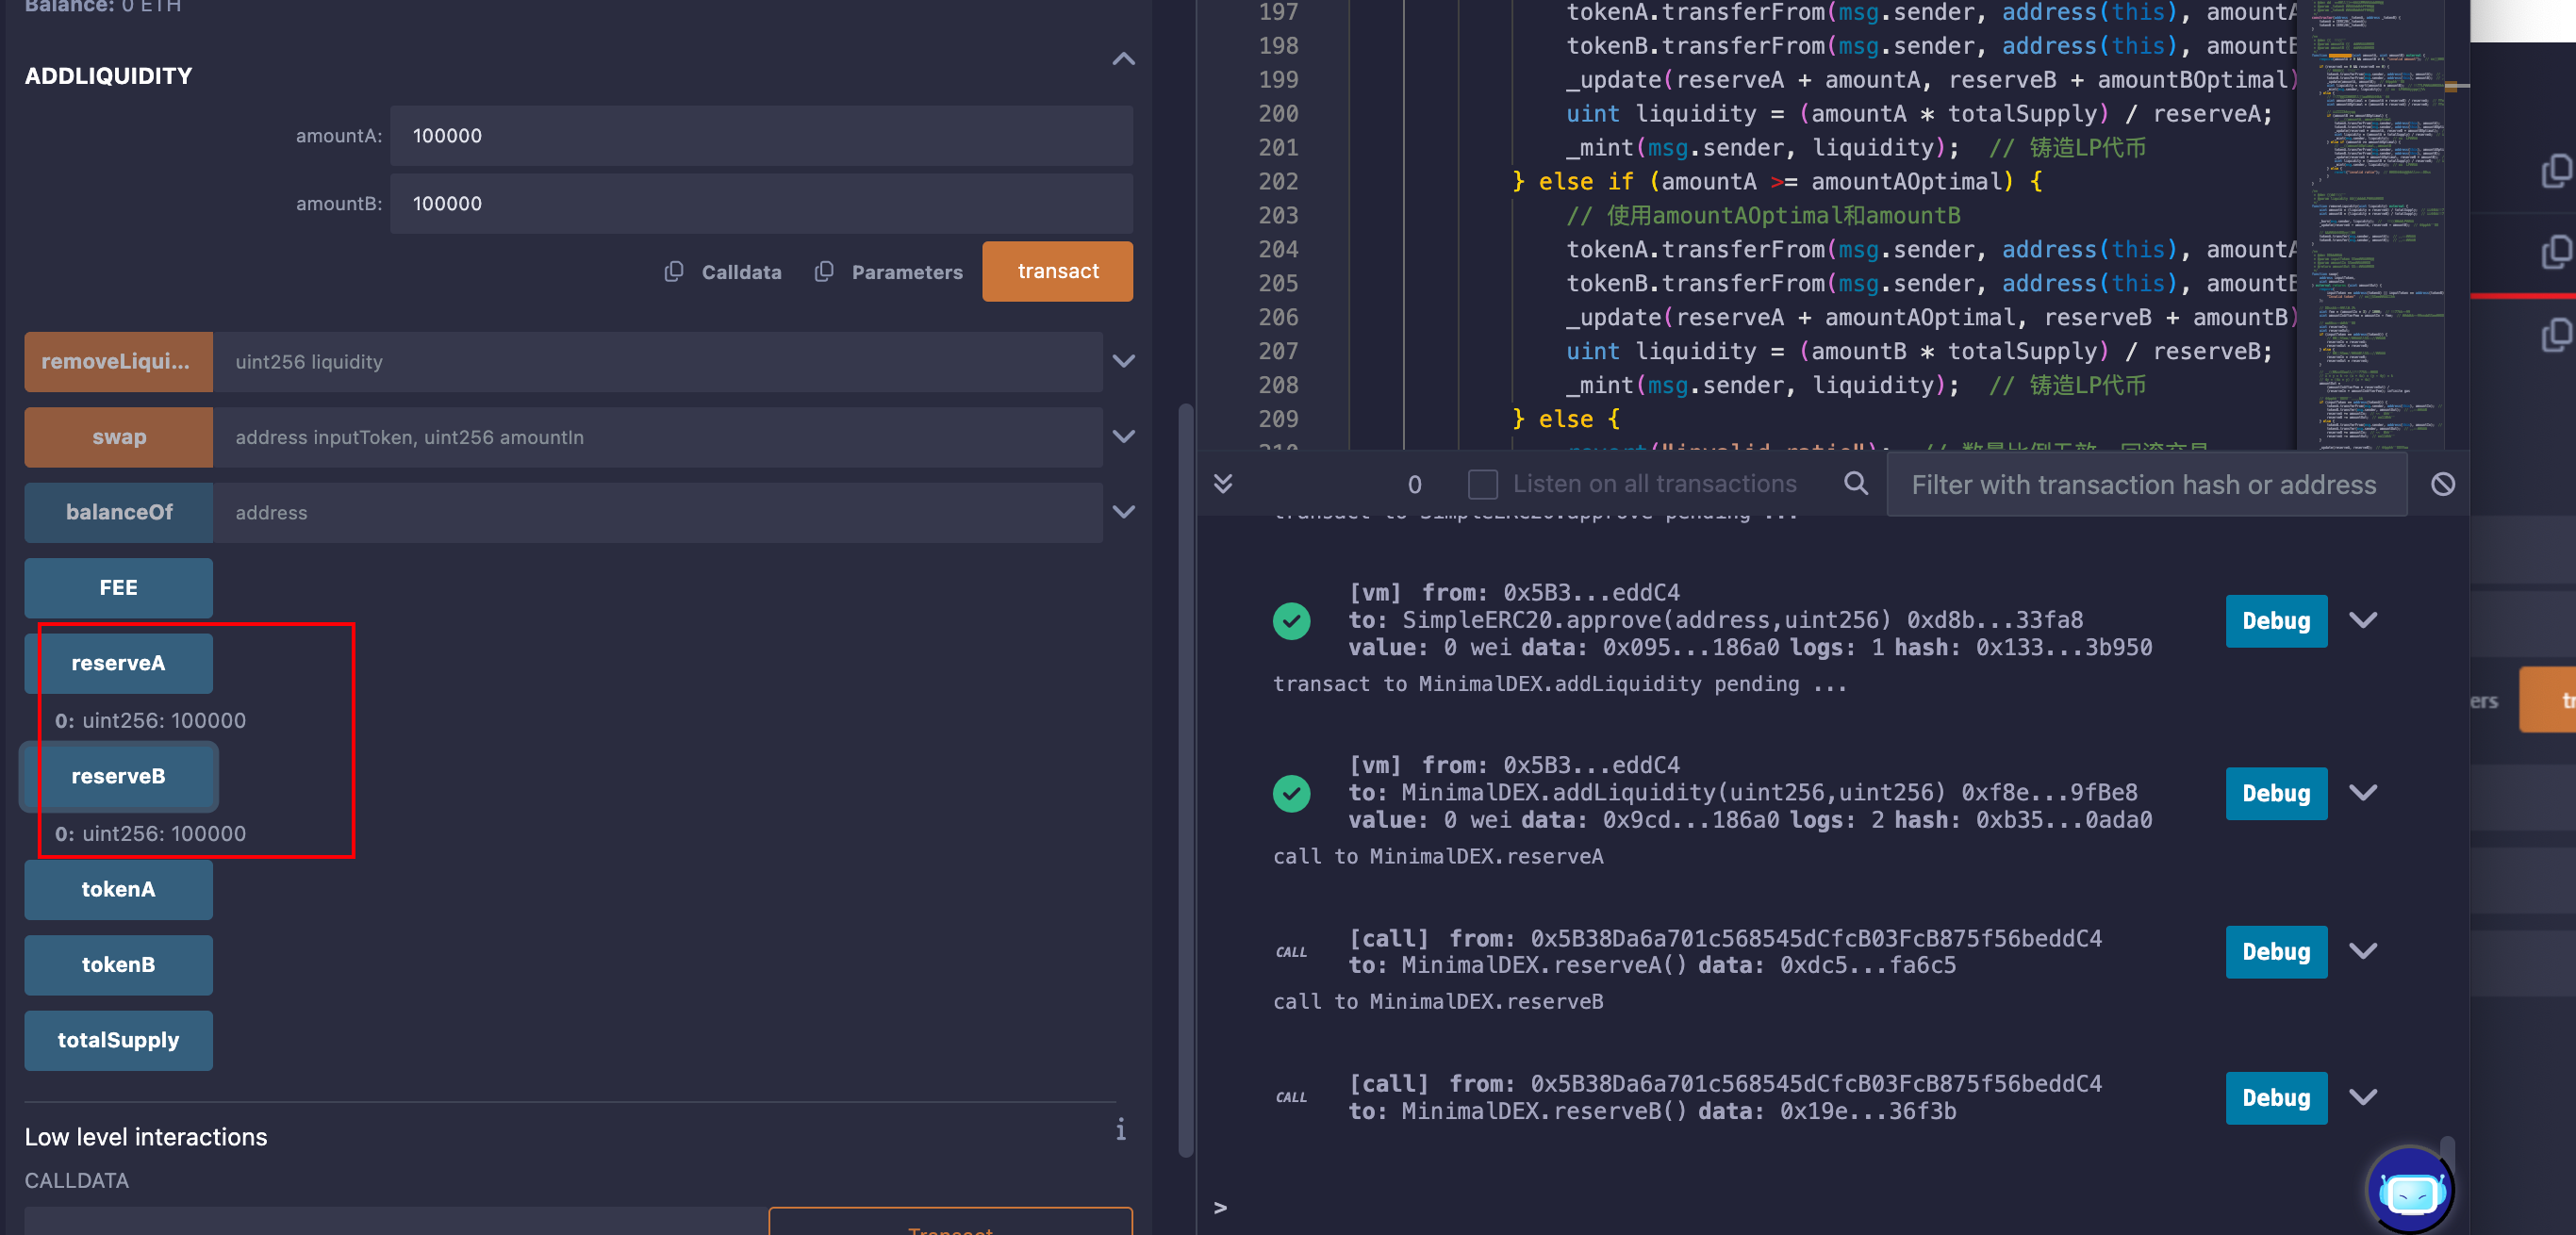 Balance: 0 ETH
ADDLIQUIDITY
amountA: 100000
amountB: 100000
Calldata Parameters transact
removeLiqui... uint256 liquidity
swap address inputToken, uint256 amountIn
balanceOf address
FEE
reserveA
0: uint256: 100000
reserveB
0: uint256: 100000
tokenA
tokenB
totalSupply
Low level interactions
i
CALLDATA
Transact
197 tokenA.transferFrom(msg.sender, address(this), amountA
198 tokenB.transferFrom(msg.sender, address(this), amountB
199 _update(reserveA + amountA, reserveB + amountBOptimal)
200 uint liquidity = (amountA * totalSupply) / reserveA;
201 _mint(msg.sender, liquidity); // 铸造LP代币
202 } else if (amountA >= amountAOptimal) {
203 // 使用amountAOptimal和amountB
204 tokenA.transferFrom(msg.sender, address(this), amountA
205 tokenB.transferFrom(msg.sender, address(this), amountB
206 _update(reserveA + amountAOptimal, reserveB + amountB)
207 uint liquidity = (amountB * totalSupply) / reserveB;
208 _mint(msg.sender, liquidity); // 铸造LP代币
209 } else {
210 revert("invalid ratio"); //
0 Listen on all transactions Filter with transaction hash or address
transact to SimpleERC20.approve pending ...
[vm] from: 0x5B3...eddC4
to: SimpleERC20.approve(address,uint256) 0xd8b...33fa8
value: 0 wei data: 0x095...186a0 logs: 1 hash: 0x133...3b950
Debug
transact to MinimalDEX.addLiquidity pending ...
[vm] from: 0x5B3...eddC4
to: MinimalDEX.addLiquidity(uint256,uint256) 0xf8e...9fBe8
value: 0 wei data: 0x9cd...186a0 logs: 2 hash: 0xb35...0ada0
Debug
call to MinimalDEX.reserveA
CALL
[call] from: 0x5B38Da6a701c568545dCfcB03FcB875f56beddC4
to: MinimalDEX.reserveA() data: 0xdc5...fa6c5
Debug
call to MinimalDEX.reserveB
CALL
[call] from: 0x5B38Da6a701c568545dCfcB03FcB875f56beddC4
to: MinimalDEX.reserveB() data: 0x19e...36f3b
Debug
>
ers
tr